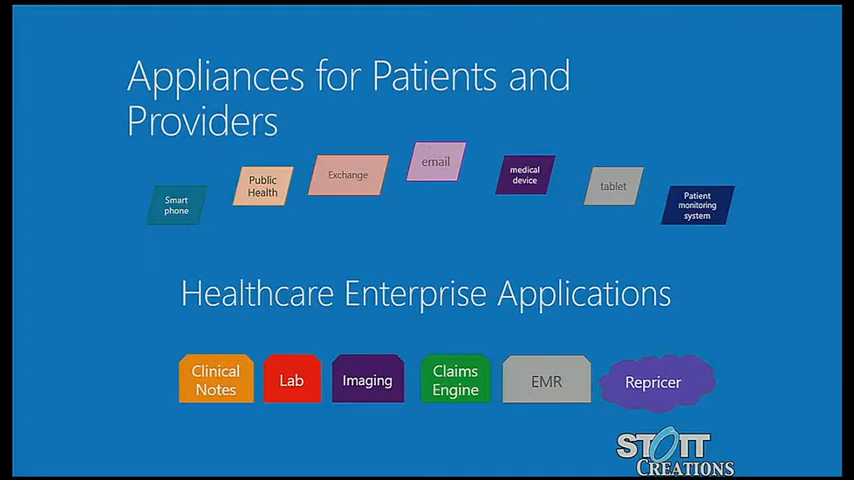 Appliances for Patients and
Providers
Smart
phone
Public
Health
Exchange
email
medical
device
tablet
Patient
monitoring
system
Healthcare Enterprise Applications
Clinical
Notes
Lab
Imaging
Claims
Engine
EMR
Repricer
STOTT
CREATIONS